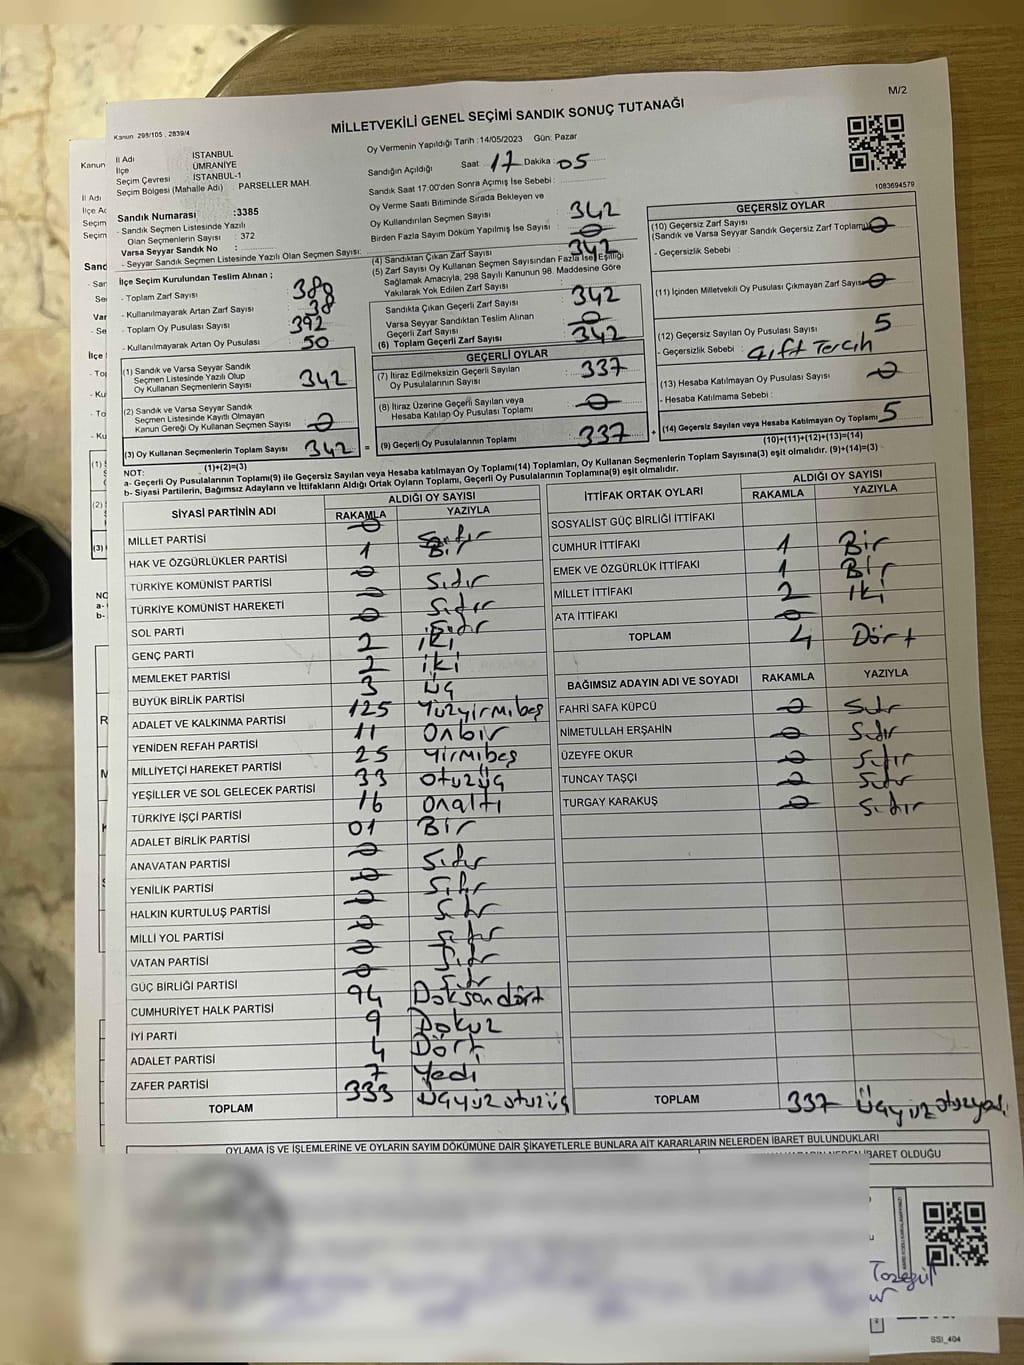 M/2
Kanun 298/105 , 2839/4
MİLLETVEKİLİ GENEL SEÇİMİ SANDIK SONUÇ TUTANAĞI
1083694579
İl Adı İSTANBUL
İlçe ÜMRANİYE
Seçim Çevresi İSTANBUL-1
Seçim Bölgesi (Mahalle Adı) PARSELLER MAH.
Sandık Numarası :3385
- Sandık Seçmen Listesinde Yazılı
Olan Seçmenlerin Sayısı : 372
Varsa Seyyar Sandık No :
- Seyyar Sandık Seçmen Listesinde Yazılı Olan Seçmen Sayısı:
Oy Vermenin Yapıldığı Tarih :14/05/2023 Gün: Pazar
Sandığın Açıldığı Saat 17 Dakika : 05
Sandık Saat 17:00'den Sonra Açımış İse Sebebi :
Oy Verme Saati Bitiminde Sırada Bekleyen ve
Oy Kullandırılan Seçmen Sayısı : 342
Birden Fazla Sayım Döküm Yapılmış İse Sayısı : 0
İlçe Seçim Kurulundan Teslim Alınan ;
- Toplam Zarf Sayısı 380
- Kullanılmayarak Artan Zarf Sayısı 38
- Toplam Oy Pusulası Sayısı 392
- Kullanılmayarak Artan Oy Pusulası 50
(1) Sandık ve Varsa Seyyar Sandık
Seçmen Listesinde Yazılı Olup
Oy Kullanan Seçmenlerin Sayısı : 342
(2) Sandık ve Varsa Seyyar Sandık
Seçmen Listesinde Kayıtlı Olmayan
Kanun Gereği Oy Kullanan Seçmen Sayısı : 0
(3) Oy Kullanan Seçmenlerin Toplam Sayısı : 342 =
(1)+(2)=(3)
(4) Sandıktan Çıkan Zarf Sayısı : 342
(5) Zarf Sayısı Oy Kullanan Seçmen Sayısından Fazla İse, Eşitliği
Sağlamak Amacıyla, 298 Sayılı Kanunun 98. Maddesine Göre
Yakılarak Yok Edilen Zarf Sayısı :
Sandıkta Çıkan Geçerli Zarf Sayısı : 342
Varsa Seyyar Sandıktan Teslim Alınan
Geçerli Zarf Sayısı : 0
(6) Toplam Geçerli Zarf Sayısı : 342
GEÇERLİ OYLAR
(7) İtiraz Edilmeksizin Geçerli Sayılan
Oy Pusulalarının Sayısı : 337
(8) İtiraz Üzerine Geçerli Sayılan veya
Hesaba Katılan Oy Pusulası Toplamı : 0
(9) Geçerli Oy Pusulalarının Toplamı : 337 +
GEÇERSİZ OYLAR
(10) Geçersiz Zarf Sayısı
(Sandık ve Varsa Seyyar Sandık Geçersiz Zarf Toplamı) 0
- Geçersizlik Sebebi :
(11) İçinden Milletvekili Oy Pusulası Çıkmayan Zarf Sayısı 0
(12) Geçersiz Sayılan Oy Pusulası Sayısı : 5
- Geçersizlik Sebebi : Çift Tercih
(13) Hesaba Katılmayan Oy Pusulası Sayısı : 0
- Hesaba Katılmama Sebebi :
(14) Geçersiz Sayılan veya Hesaba Katılmayan Oy Toplamı : 5
(10)+(11)+(12)+(13)=(14)
NOT:
a- Geçerli Oy Pusulalarının Toplamı(9) ile Geçersiz Sayılan veya Hesaba katılmayan Oy Toplamı(14) Toplamları, Oy Kullanan Seçmenlerin Toplam Sayısına(3) eşit olmalıdır. (9)+(14)=(3)
b- Siyasi Partilerin, Bağımsız Adayların ve İttifakların Aldığı Ortak Oyların Toplamı, Geçerli Oy Pusulalarının Toplamına(9) eşit olmalıdır.
SİYASİ PARTİNİN ADI ALDIĞI OY SAYISI
RAKAMLA YAZIYLA
MİLLET PARTİSİ 0 Sıfır
HAK VE ÖZGÜRLÜKLER PARTİSİ 1 Bir
TÜRKİYE KOMÜNİST PARTİSİ 0 Sıfır
TÜRKİYE KOMÜNİST HAREKETİ 0 Sıfır
SOL PARTİ 0 Sıfır
GENÇ PARTİ 2 iki
MEMLEKET PARTİSİ 2 iki
BÜYÜK BİRLİK PARTİSİ 3 Üç
ADALET VE KALKINMA PARTİSİ 125 Yüzyirmibeş
YENİDEN REFAH PARTİSİ 11 Onbir
MİLLİYETÇİ HAREKET PARTİSİ 25 Yirmibeş
YEŞİLLER VE SOL GELECEK PARTİSİ 33 Otuzüç
TÜRKİYE İŞÇİ PARTİSİ 16 Onaltı
ADALET BİRLİK PARTİSİ 01 Bir
ANAVATAN PARTİSİ 0 Sıfır
YENİLİK PARTİSİ 0 Sıfır
HALKIN KURTULUŞ PARTİSİ 0 Sıfır
MİLLİ YOL PARTİSİ 0 Sıfır
VATAN PARTİSİ 0 Sıfır
GÜÇ BİRLİĞİ PARTİSİ 0 Sıfır
CUMHURİYET HALK PARTİSİ 94 Doksandört
İYİ PARTİ 9 Dokuz
ADALET PARTİSİ 4 Dört
ZAFER PARTİSİ 7 Yedi
TOPLAM 333 Üçyüzotuzüç
İTTİFAK ORTAK OYLARI ALDIĞI OY SAYISI
RAKAMLA YAZIYLA
SOSYALİST GÜÇ BİRLİĞİ İTTİFAKI
CUMHUR İTTİFAKI 1 Bir
EMEK VE ÖZGÜRLÜK İTTİFAKI 1 Bir
MİLLET İTTİFAKI 2 iki
ATA İTTİFAKI 0
TOPLAM 4 Dört
BAĞIMSIZ ADAYIN ADI VE SOYADI RAKAMLA YAZIYLA
FAHRİ SAFA KÜPCÜ 0 Sıfır
NİMETULLAH ERŞAHİN 0 Sıfır
ÜZEYFE OKUR 0 Sıfır
TUNCAY TAŞÇI 0 Sıfır
TURGAY KARAKUŞ 0 Sıfır
TOPLAM 337 Üçyüzotuzyedi
OYLAMA İŞ VE İŞLEMLERİNE VE OYLARIN SAYIM DÖKÜMÜNE DAİR ŞİKAYETLERLE BUNLARA AİT KARARLARIN NELERDEN İBARET BULUNDUKLARI
İBARET OLDUĞU
SSI_404